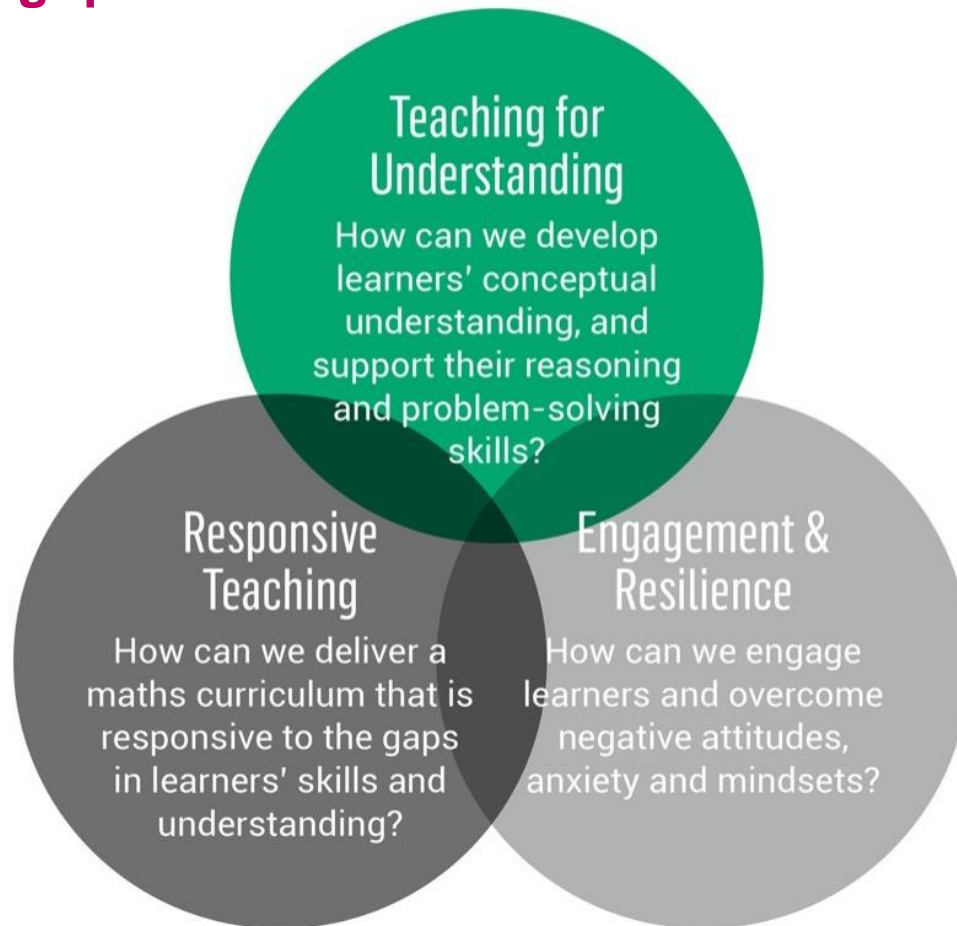 Teaching for
Understanding
How can we develop
learners' conceptual
understanding, and
support their reasoning
and problem-solving
skills?
Responsive
Teaching
How can we deliver a
maths curriculum that is
responsive to the gaps
in learners' skills and
understanding?
Engagement &
Resilience
How can we engage
learners and overcome
negative attitudes,
anxiety and mindsets?